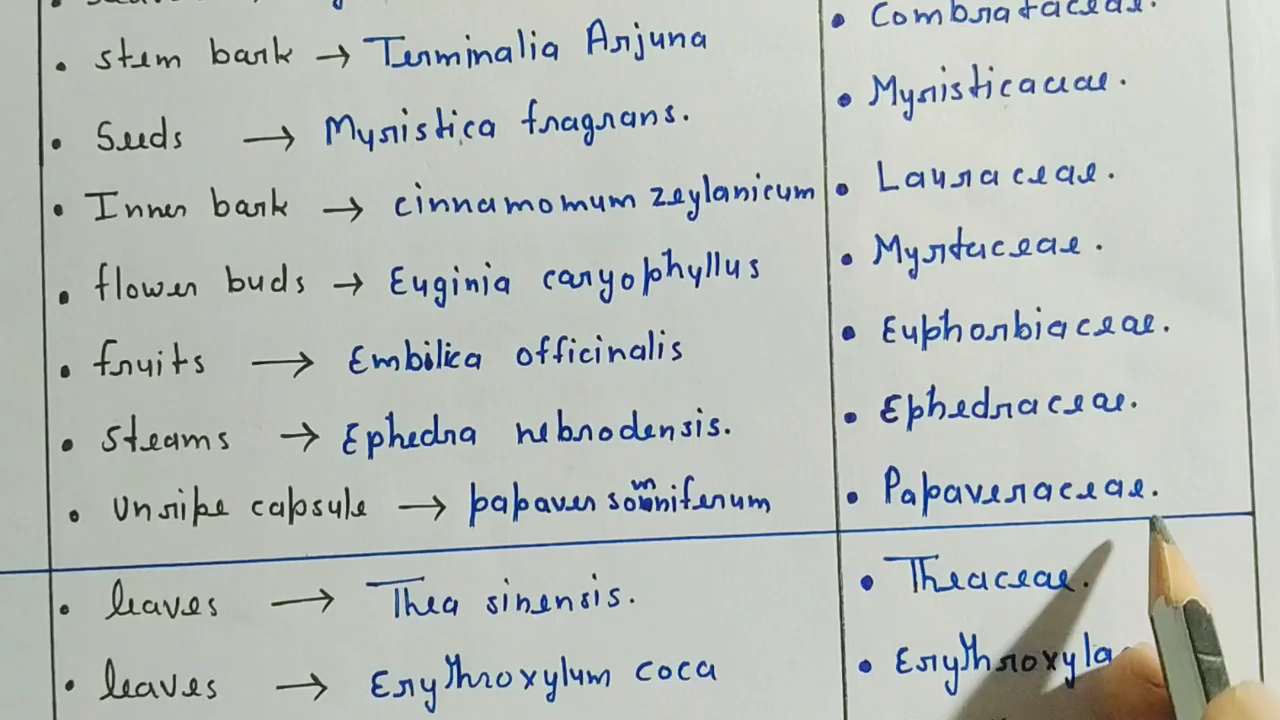 • Combrataceae.
• stem bark → Terminalia Arjuna
• Myristicaceae.
• Seeds → Myristica fragrans.
• Lauraceae.
• Inner bark → cinnamomum zeylanicum
• Myrtaceae.
• flower buds → Euginia caryophyllus
• Euphorbiaceae.
• fruits → Embilica officinalis
• Ephedraceae.
• steams → Ephedra nebrodensis.
• Papaveraceae.
• unripe capsule → papaver somniferum
• Theaceae.
• leaves → Thea sinensis.
• leaves → Erythroxylum coca